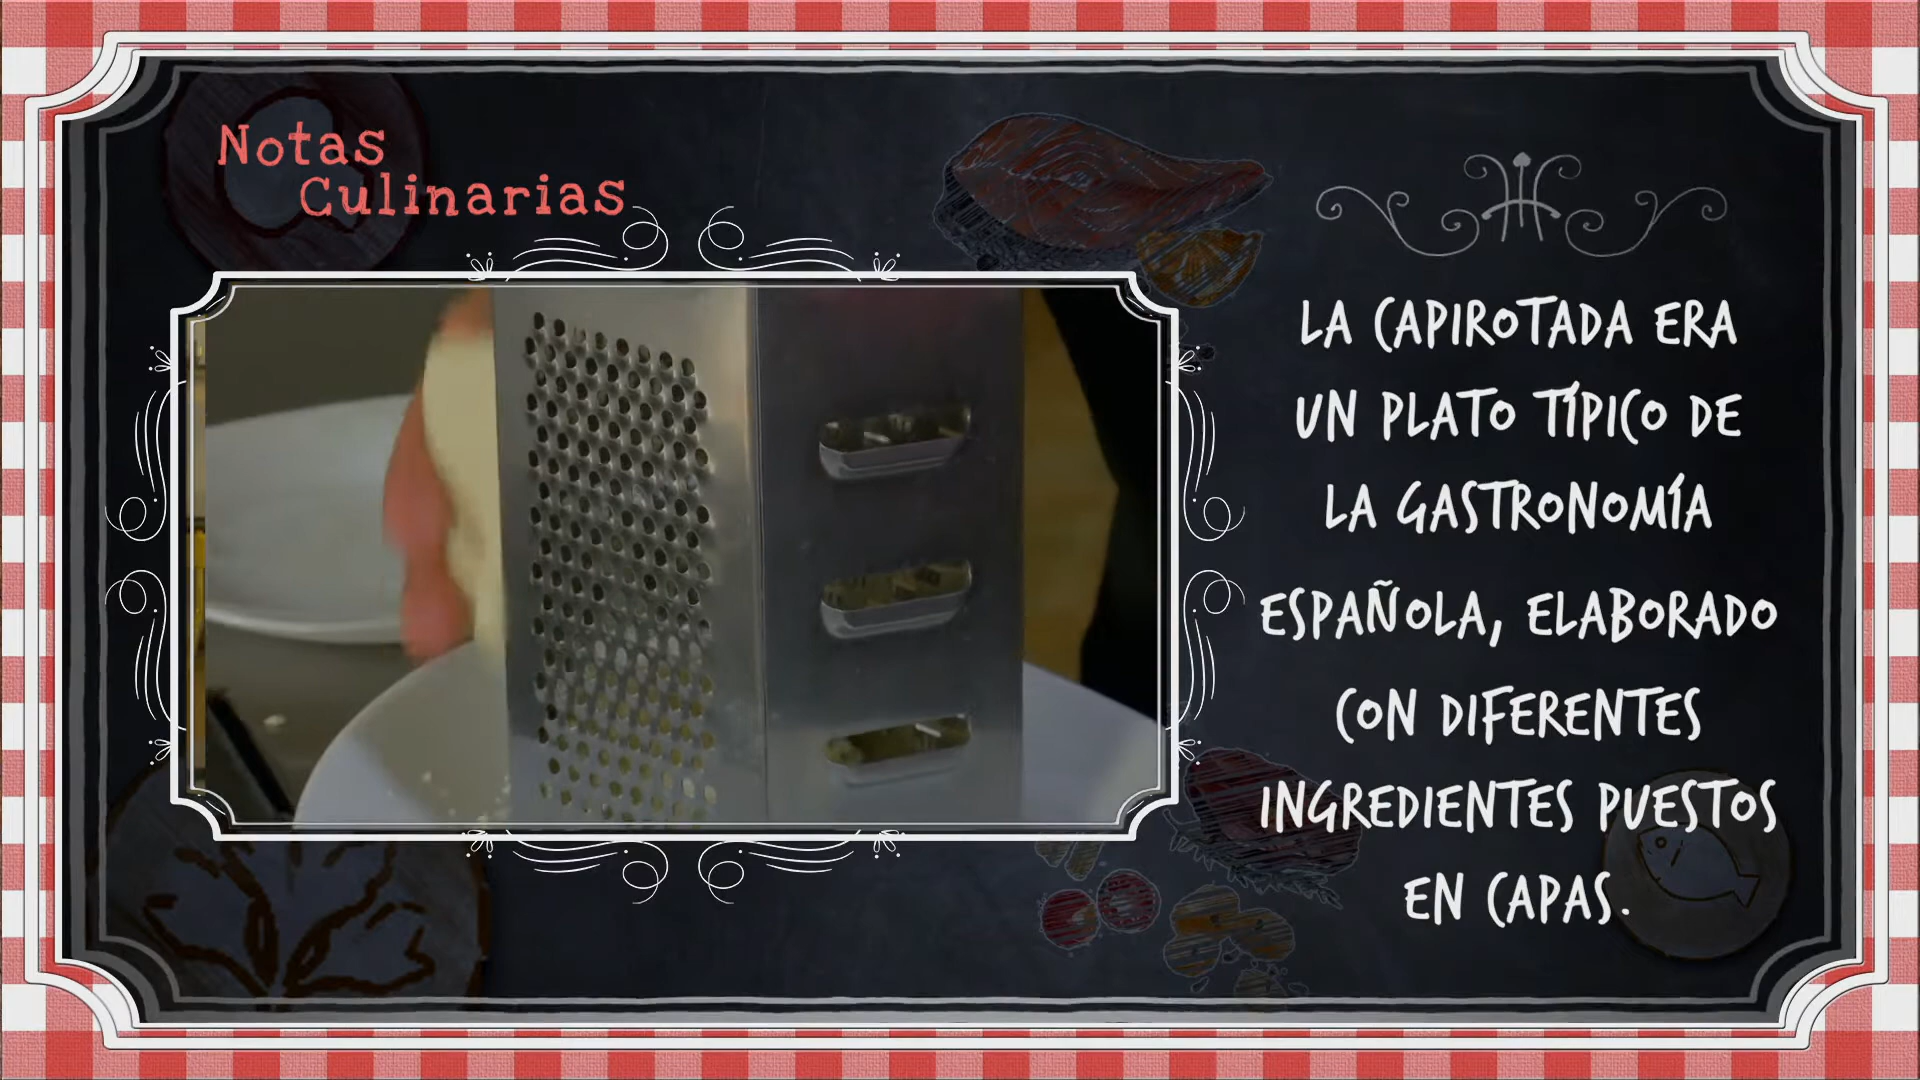 Notas
Culinarias
LA CAPIROTADA ERA
UN PLATO TÍPICO DE
LA GASTRONOMÍA
ESPAÑOLA, ELABORADO
CON DIFERENTES
INGREDIENTES PUESTOS
EN CAPAS.